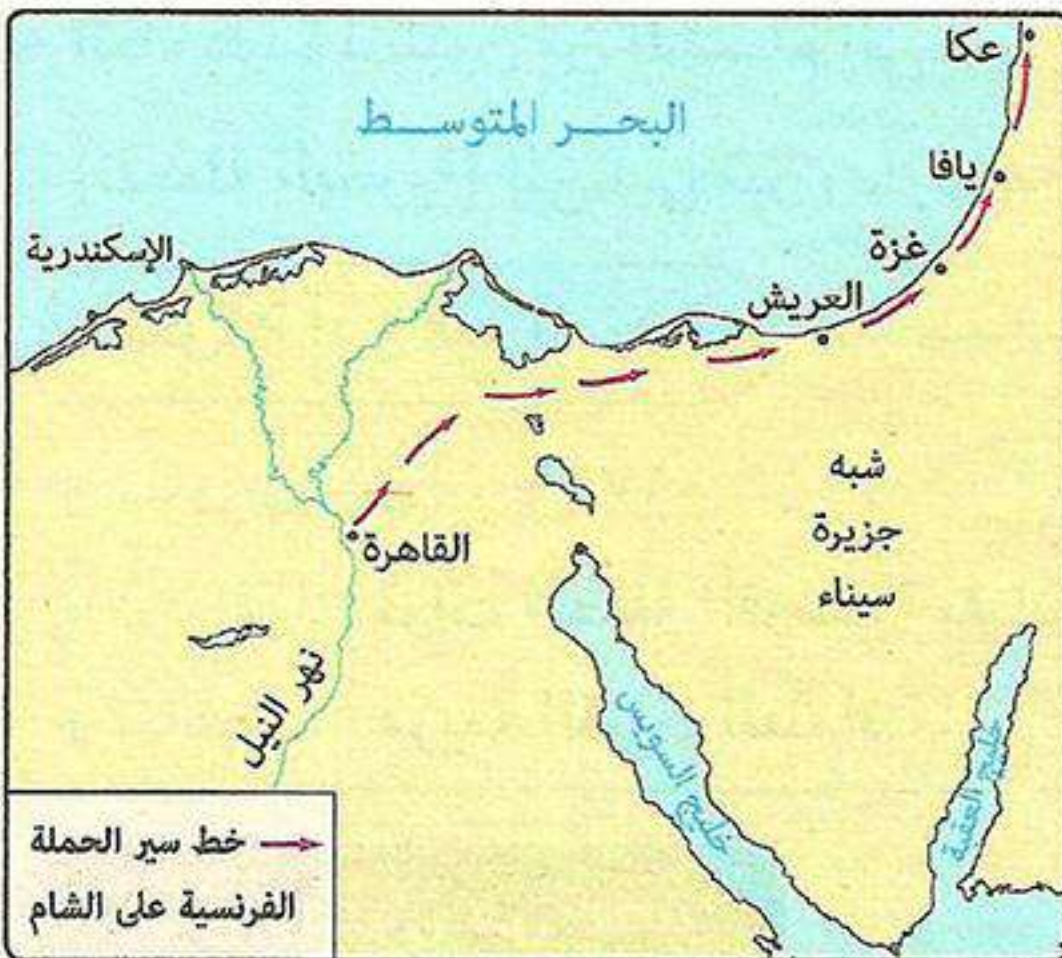 عكا
البحر المتوسط
يافا
الإسكندرية
غزة
العريش
شبه
جزيرة
سيناء
القاهرة
نهر النيل
خليج السويس
خليج العقبة
خط سير الحملة
الفرنسية على الشام